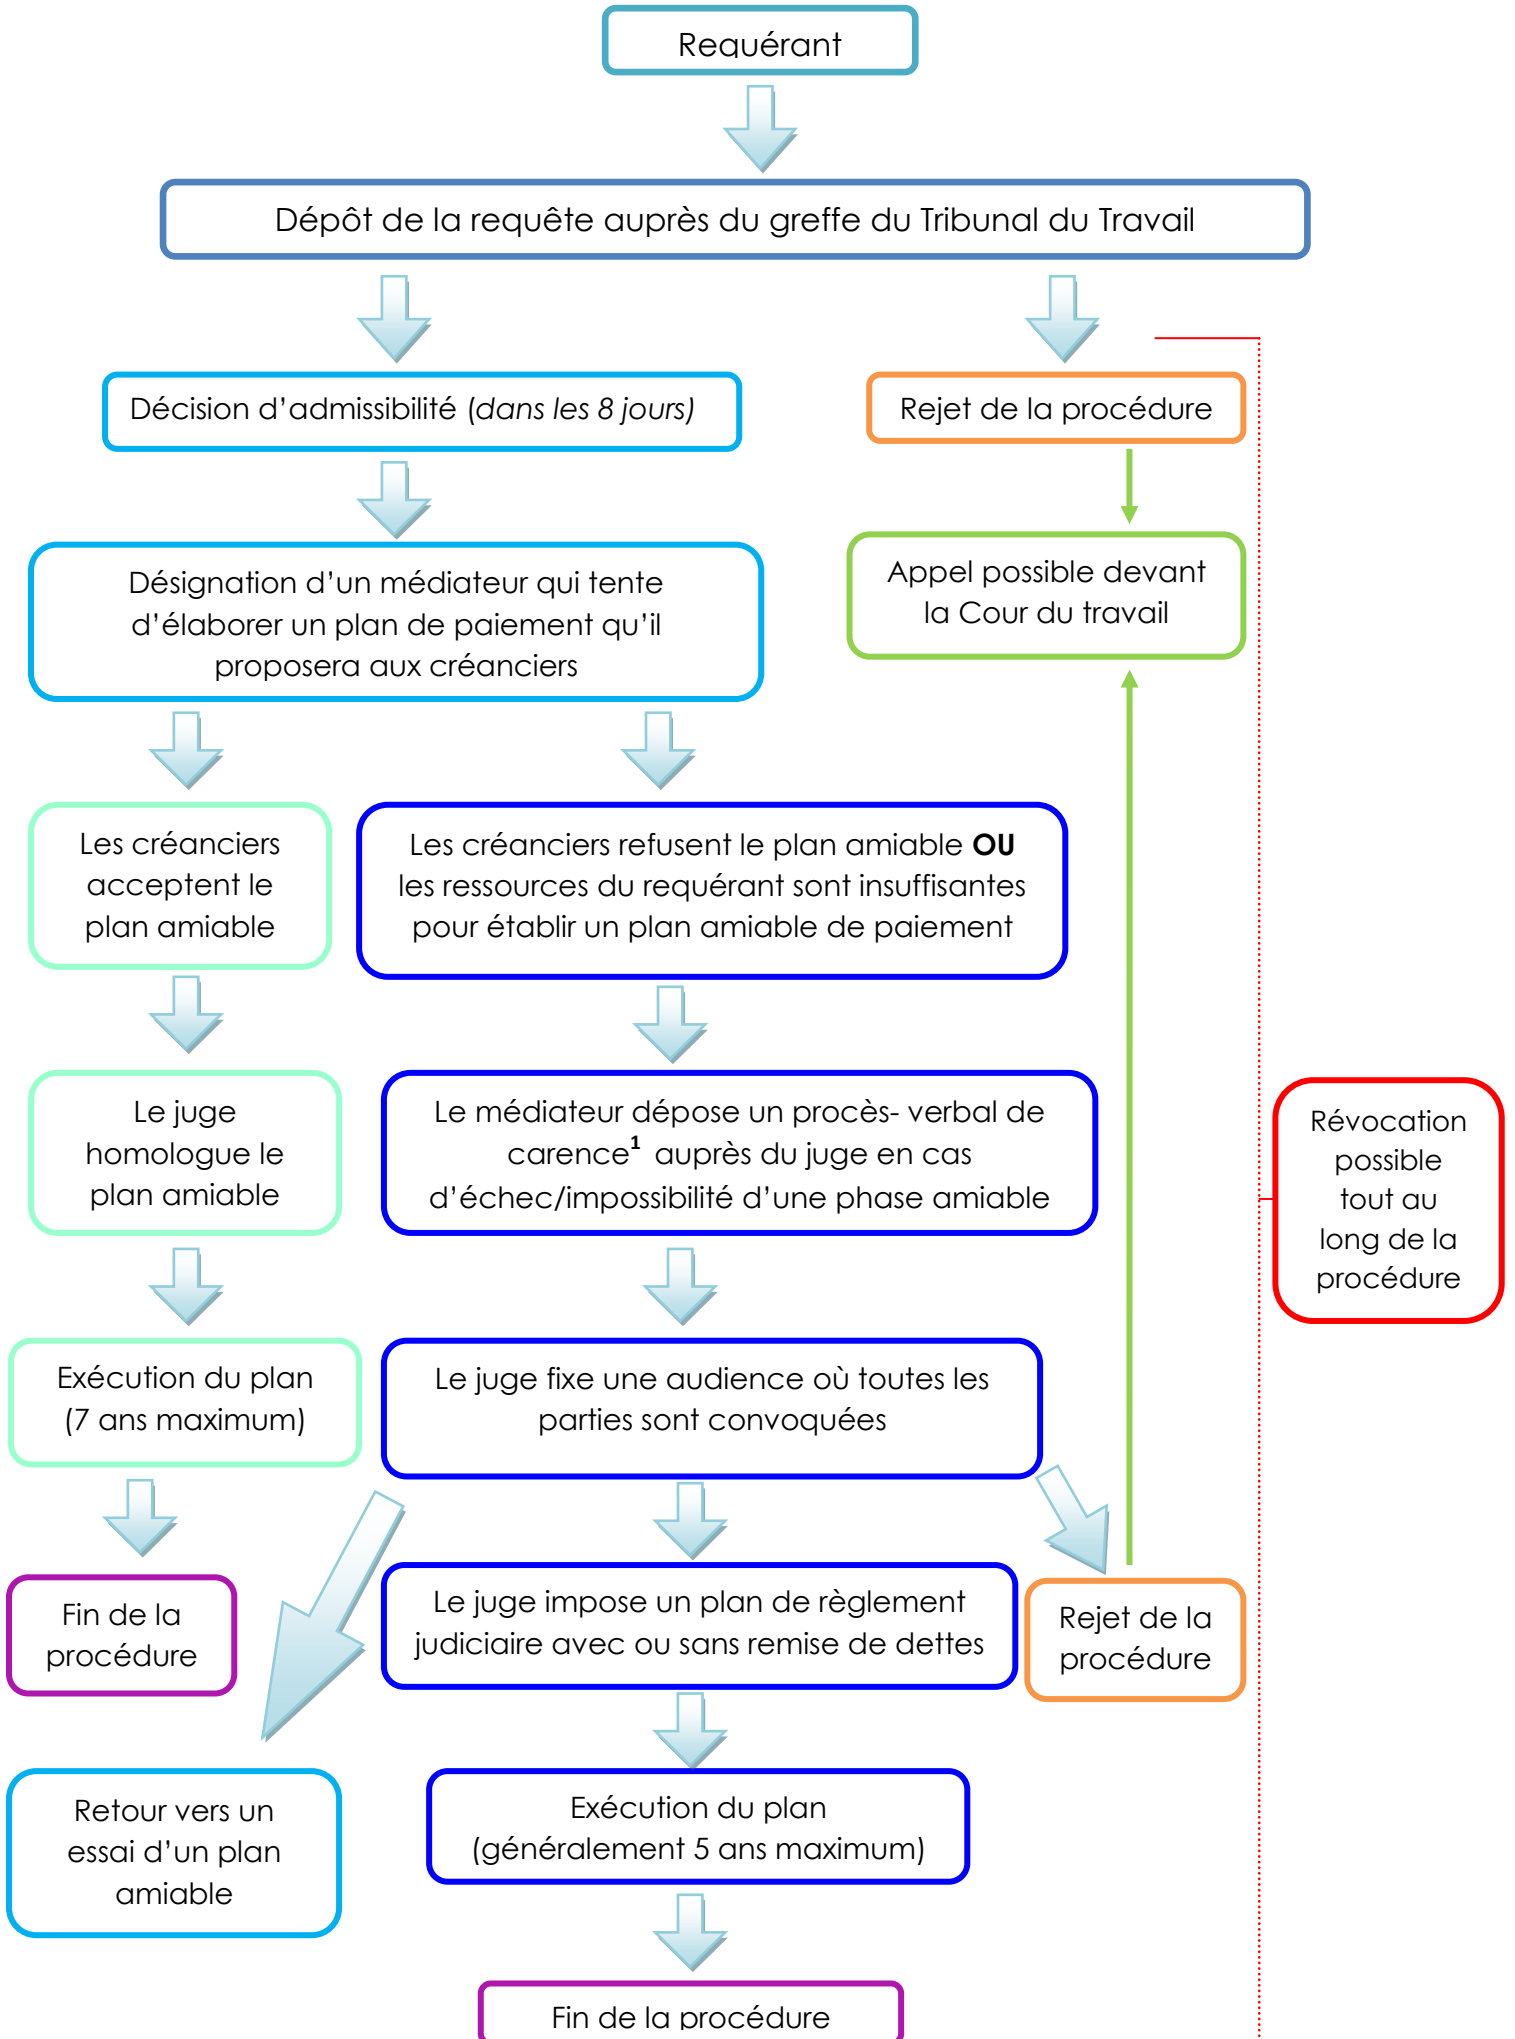 Requérant
Dépôt de la requête auprès du greffe du Tribunal du Travail
Décision d’admissibilité (dans les 8 jours)
Rejet de la procédure
Désignation d’un médiateur qui tente
d’élaborer un plan de paiement qu’il
proposera aux créanciers
Appel possible devant
la Cour du travail
Les créanciers
acceptent le
plan amiable
Les créanciers refusent le plan amiable OU
les ressources du requérant sont insuffisantes
pour établir un plan amiable de paiement
Le juge
homologue le
plan amiable
Le médiateur dépose un procès- verbal de
carence1 auprès du juge en cas
d’échec/impossibilité d’une phase amiable
Révocation
possible
tout au
long de la
procédure
Exécution du plan
(7 ans maximum)
Le juge fixe une audience où toutes les
parties sont convoquées
Fin de la
procédure
Le juge impose un plan de règlement
judiciaire avec ou sans remise de dettes
Rejet de la
procédure
Retour vers un
essai d’un plan
amiable
Exécution du plan
(généralement 5 ans maximum)
Fin de la procédure